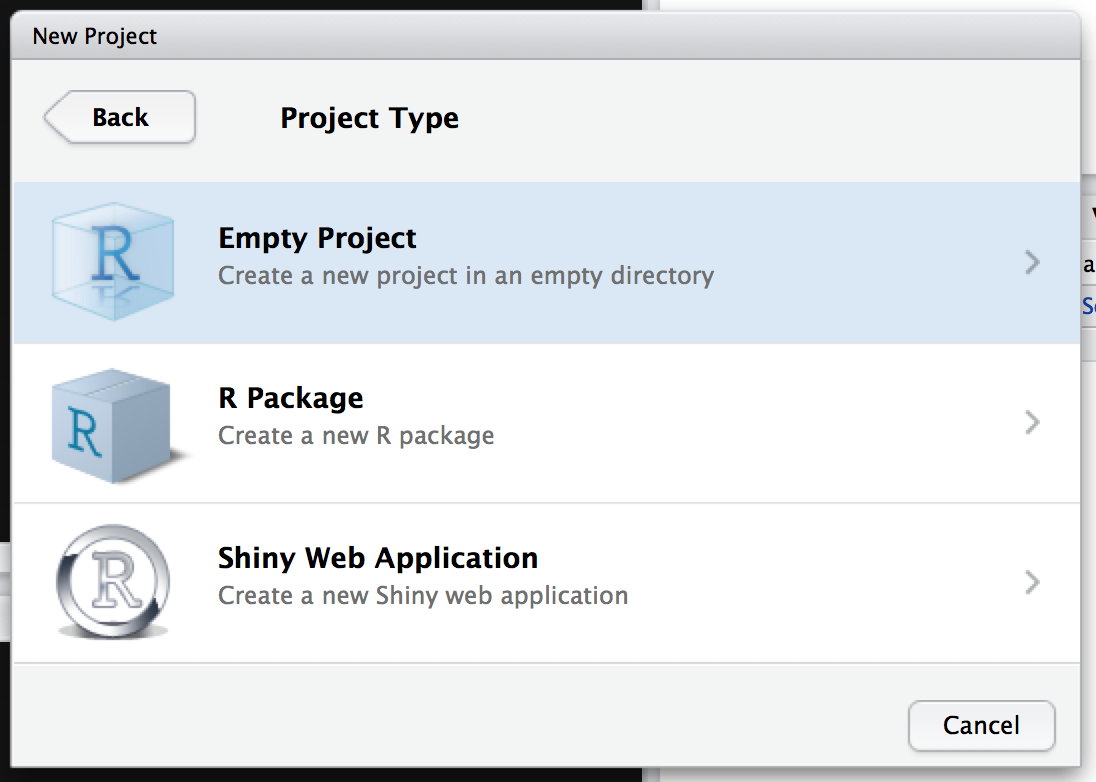 New Project
Back
Project Type
R
Empty Project
Create a new project in an empty directory
R
R Package
Create a new R package
R
Shiny Web Application
Create a new Shiny web application
Cancel